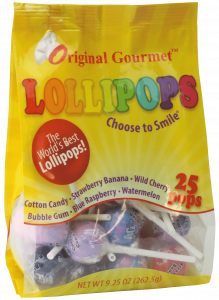 Original Gourmet™
LOLLIPOPS
Choose to Smile®
The World's Best Lollipops!
Cotton Candy • Strawberry Banana • Wild Cherry
Bubble Gum • Blue Raspberry • Watermelon
25
pops
NET WT 9.25 OZ (262.5g)